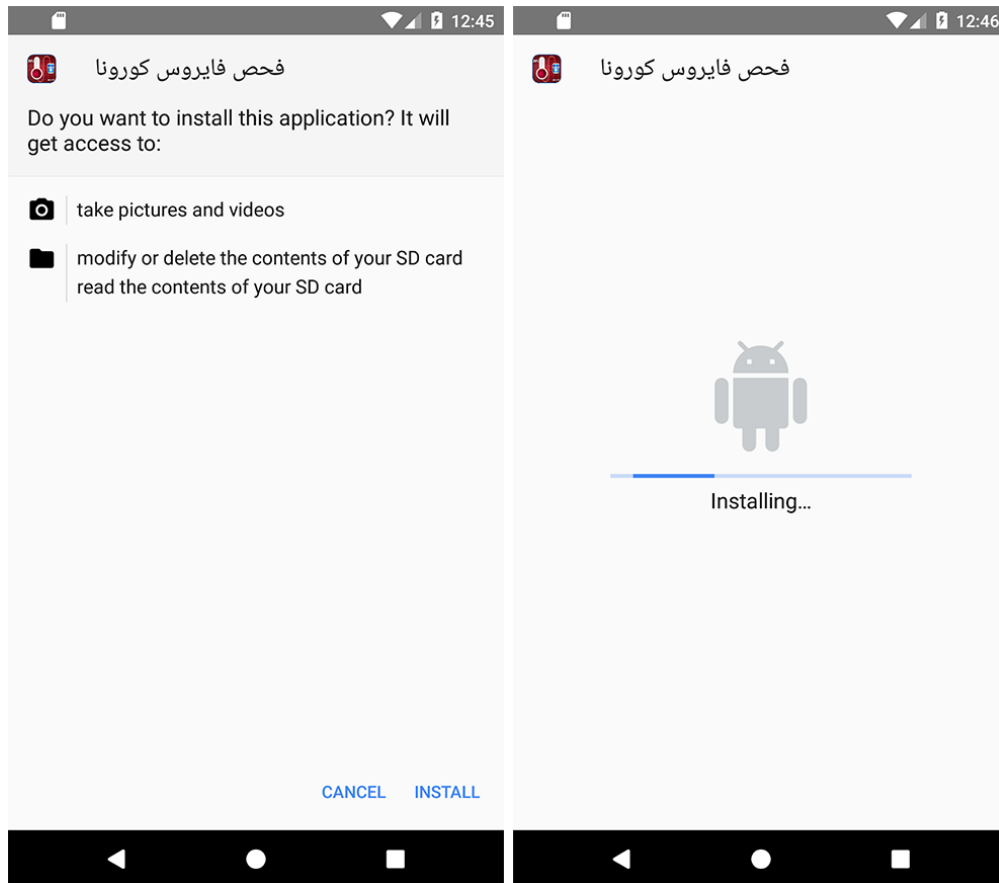 12:45
فحص فايروس كورونا
Do you want to install this application? It will
get access to:
take pictures and videos
modify or delete the contents of your SD card
read the contents of your SD card
CANCEL INSTALL
12:46
فحص فايروس كورونا
Installing…